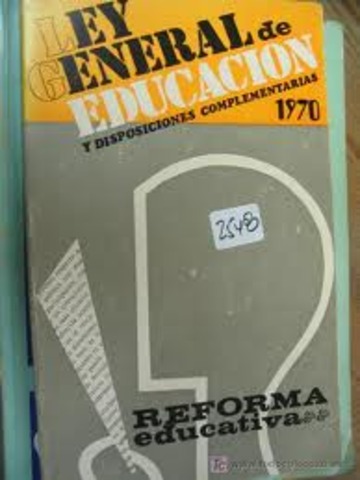 LEY
GENERAL de
EDUCACION
Y DISPOSICIONES COMPLEMENTARIAS
1970
2548
REFORMA
educativa